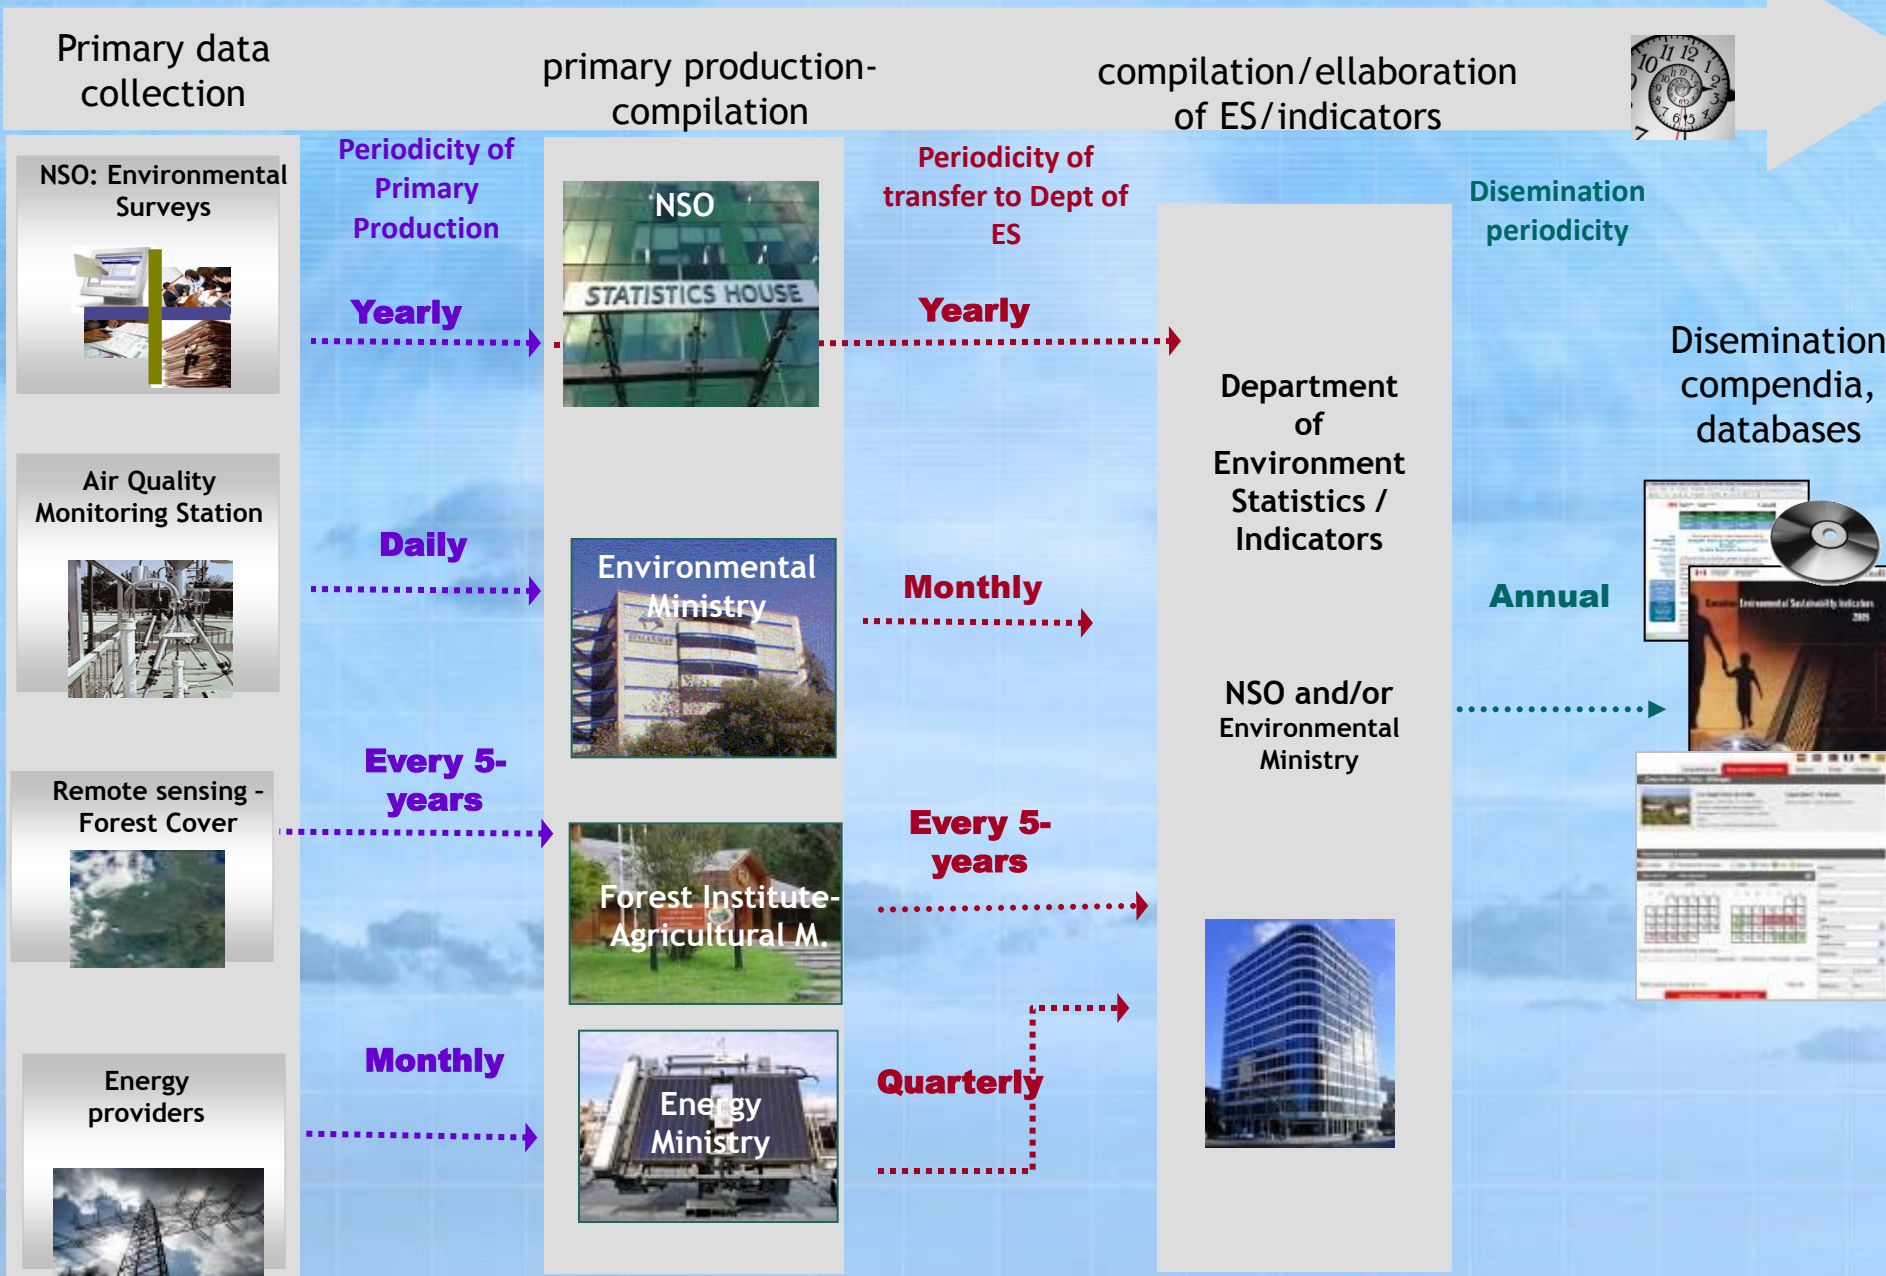 Primary data
collection
primary production-
compilation
compilation/ellaboration
of ES/indicators
NSO: Environmental
Surveys
Periodicity of
Primary
Production
NSO
STATISTICS HOUSE
Periodicity of
transfer to Dept of
ES
Disemination
periodicity
Yearly
Yearly
Disemination
compendia,
databases
Department
of
Environment
Statistics /
Indicators
Air Quality
Monitoring Station
Daily
Environmental
Ministry
Monthly
Annual
Environmental Sustainability Indicators
NSO and/or
Environmental
Ministry
Remote sensing –
Forest Cover
Every 5-
years
Forest Institute-
Agricultural M.
Every 5-
years
Energy
providers
Monthly
Energy
Ministry
Quarterly